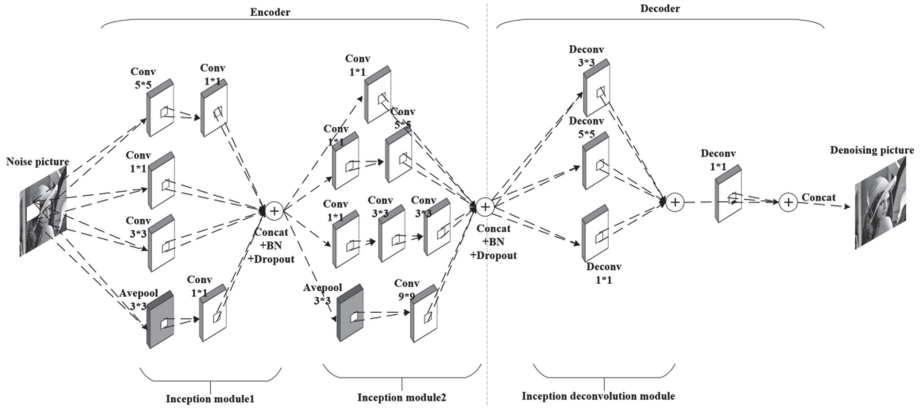 Encoder
Decoder
Noise picture
Conv
5*5
Conv
1*1
Conv
1*1
Conv
3*3
Avepool
3*3
Conv
1*1
Concat
+BN
+Dropout
Conv
1*1
Conv
1*1
Conv
5*5
Conv
1*1
Conv
3*3
Conv
3*3
Avepool
3*3
Conv
9*9
Concat
+BN
+Dropout
Deconv
3*3
Deconv
5*5
Deconv
1*1
Deconv
1*1
Concat
Denoising picture
Inception module1
Inception module2
Inception deconvolution module